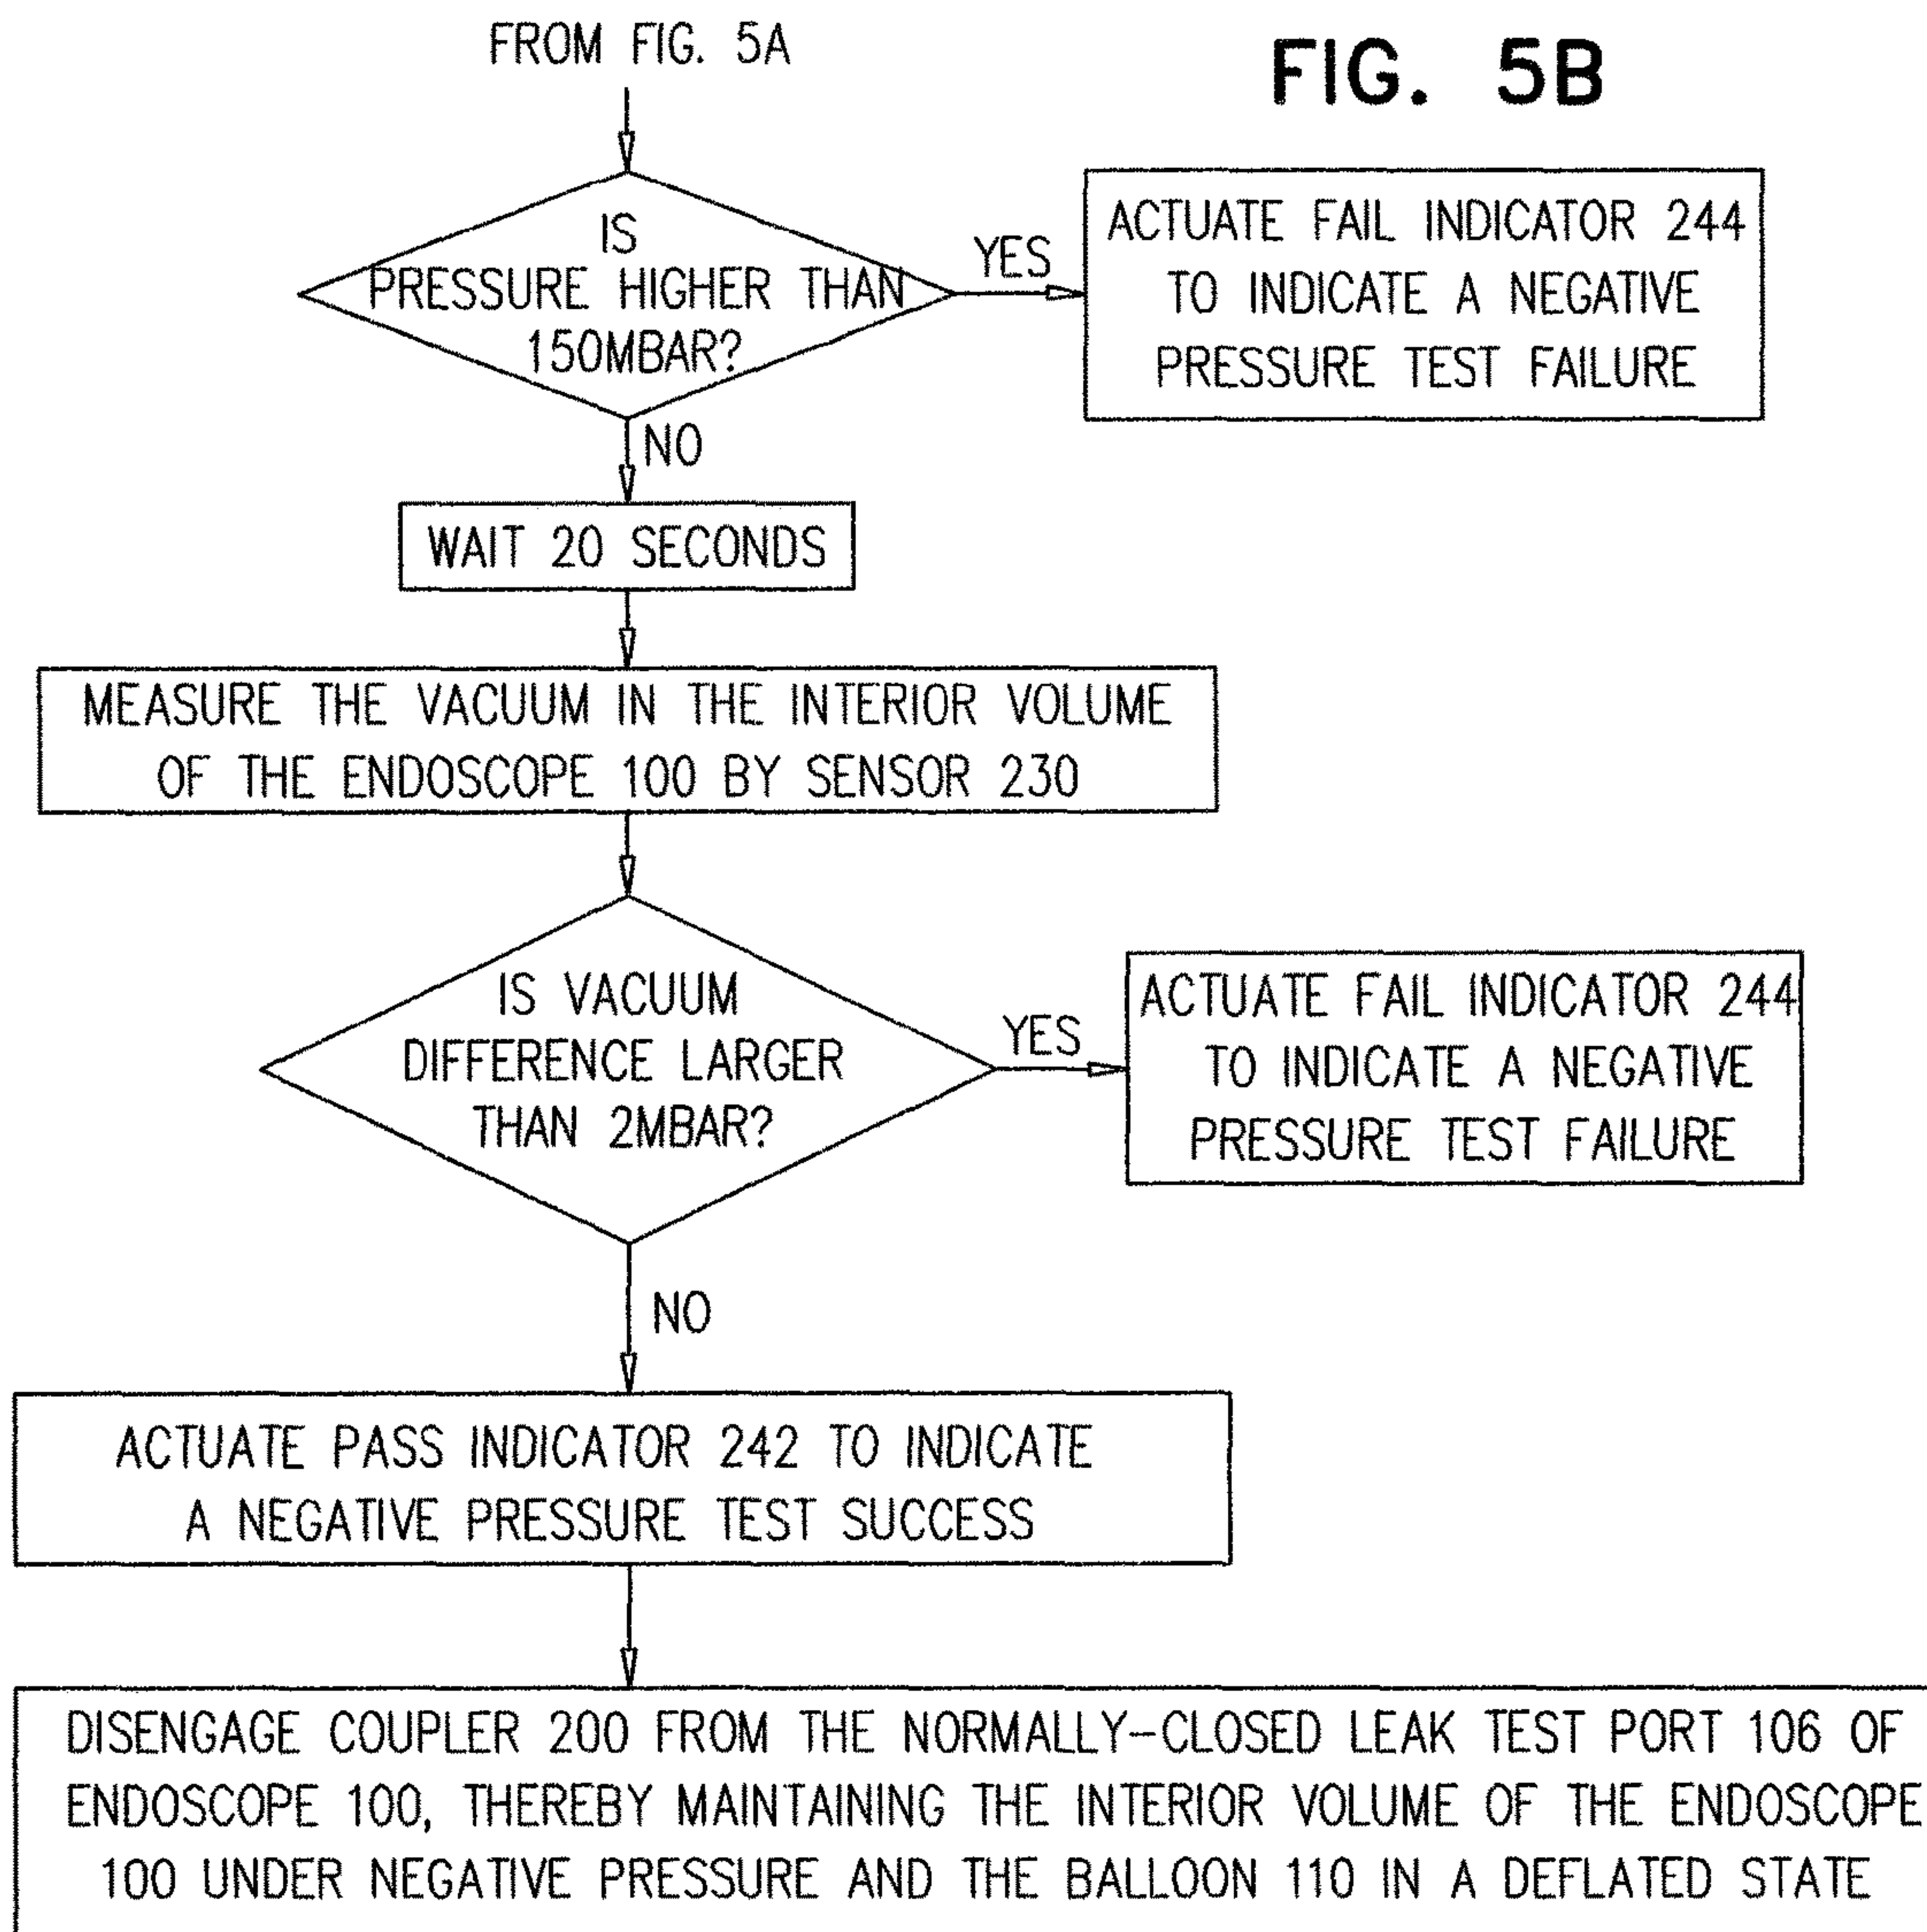 FROM FIG. 5A
FIG. 5B
IS
PRESSURE HIGHER THAN
150MBAR?
YES
ACTUATE FAIL INDICATOR 244
TO INDICATE A NEGATIVE
PRESSURE TEST FAILURE
NO
WAIT 20 SECONDS
MEASURE THE VACUUM IN THE INTERIOR VOLUME
OF THE ENDOSCOPE 100 BY SENSOR 230
IS VACUUM
DIFFERENCE LARGER
THAN 2MBAR?
YES
ACTUATE FAIL INDICATOR 244
TO INDICATE A NEGATIVE
PRESSURE TEST FAILURE
NO
ACTUATE PASS INDICATOR 242 TO INDICATE
A NEGATIVE PRESSURE TEST SUCCESS
DISENGAGE COUPLER 200 FROM THE NORMALLY-CLOSED LEAK TEST PORT 106 OF
ENDOSCOPE 100, THEREBY MAINTAINING THE INTERIOR VOLUME OF THE ENDOSCOPE
100 UNDER NEGATIVE PRESSURE AND THE BALLOON 110 IN A DEFLATED STATE